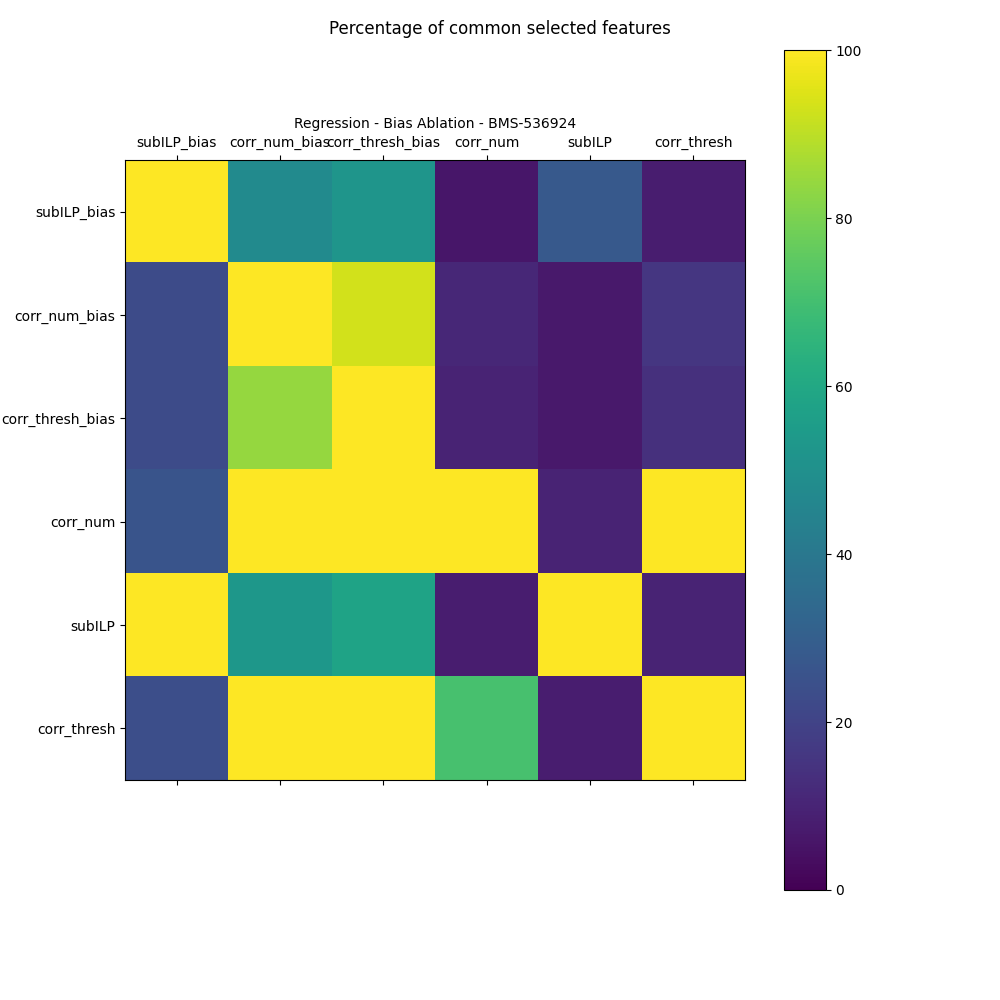 Percentage of common selected features
Regression - Bias Ablation - BMS-536924
subILP_bias corr_num_bias corr_thresh_bias corr_num subILP corr_thresh
subILP_bias
corr_num_bias
corr_thresh_bias
corr_num
subILP
corr_thresh
100
80
60
40
20
0